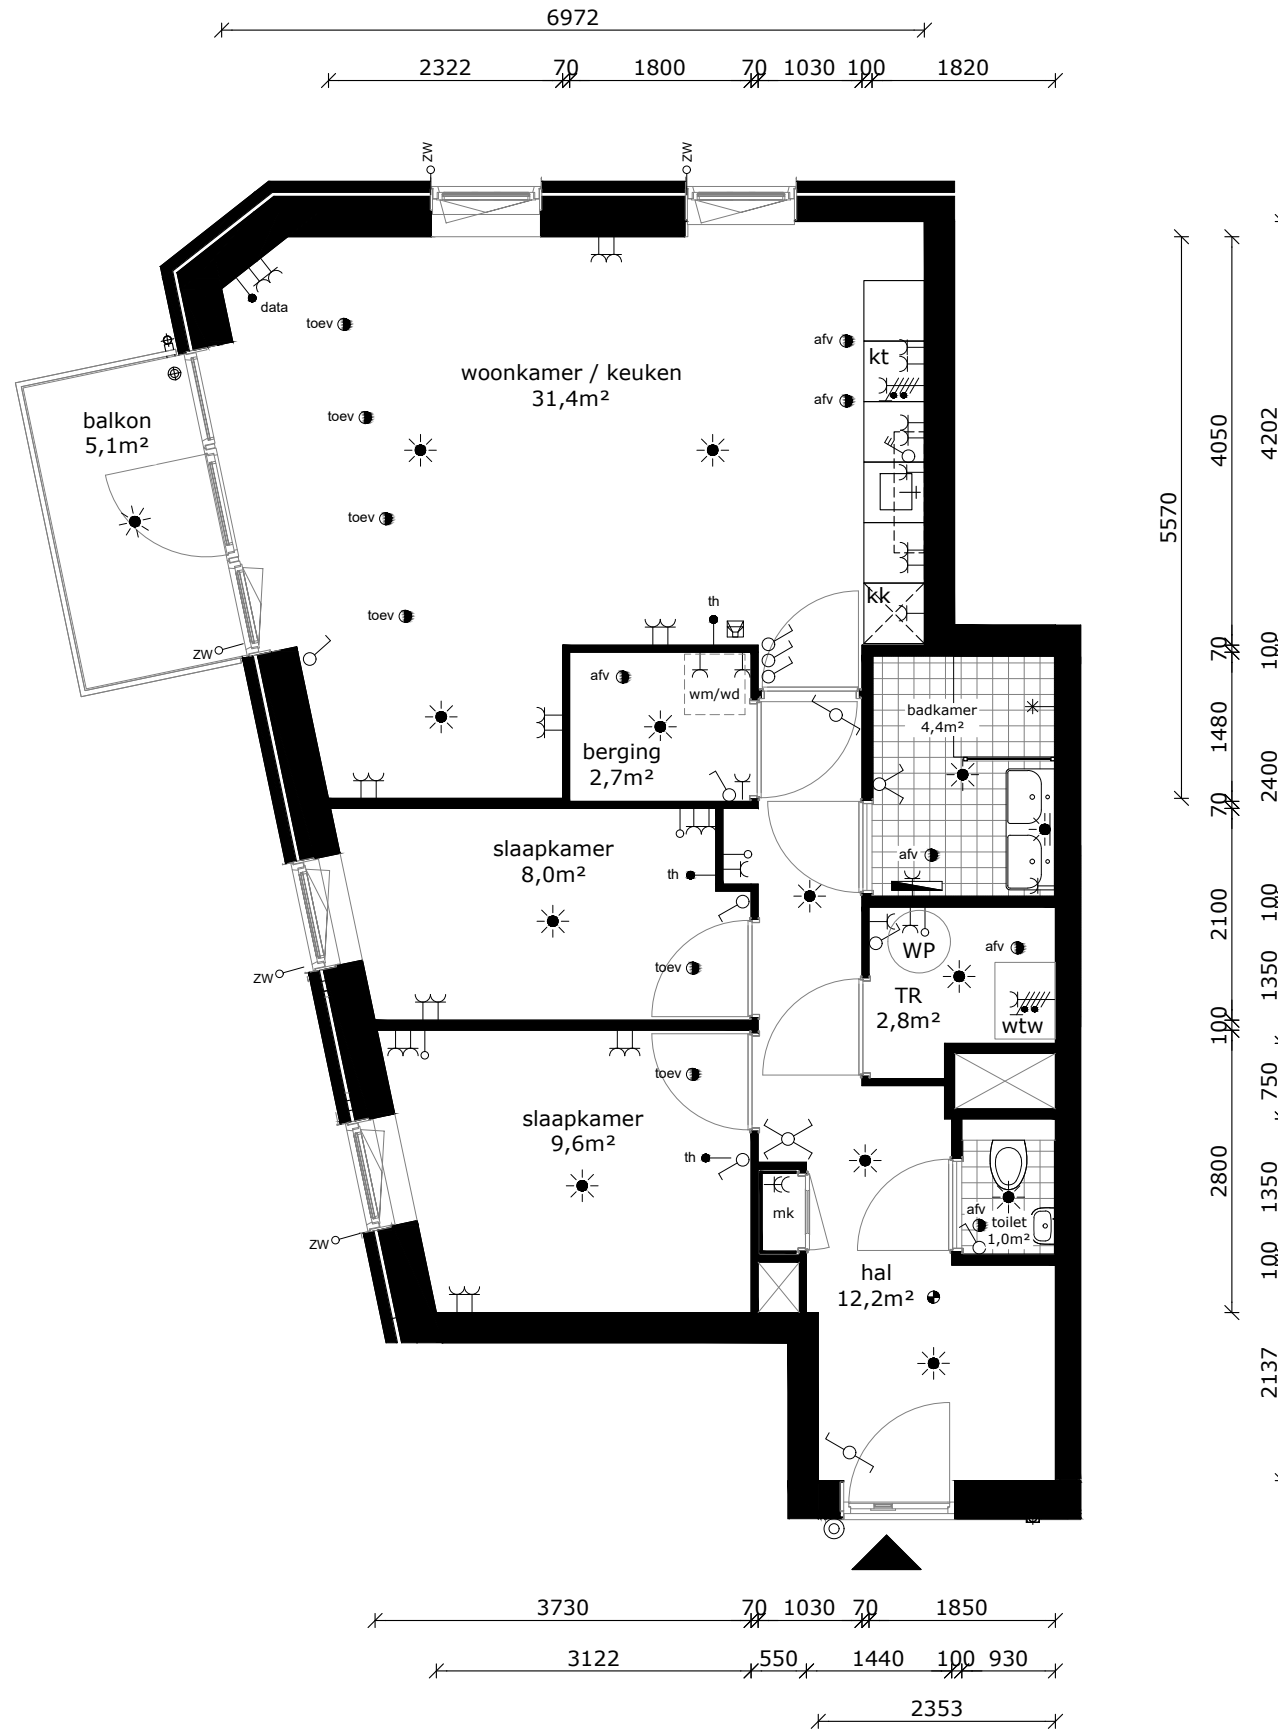 6972
2322 70 1800 70 1030 100 1820
ZW ZW
data
toev
afv
kt
woonkamer / keuken
31,4m²
afv
balkon
5,1m²
toev
toev
4050
4202
5570
kk
th
toev
ZW
afv
wm/wd
70
100
badkamer
4,4m²
berging
2,7m²
1480
2400
70
slaapkamer
8,0m²
afv
th
2100
100
WP
afv
toev
ZW
TR
2,8m²
wtw
1350
100
toev
750
slaapkamer
9,6m²
th
2800
1350
mk
afv
toilet
1,0m²
ZW
100
hal
12,2m²
2137
3730 70 1030 70 1850
3122 550 1440 100 930
2353